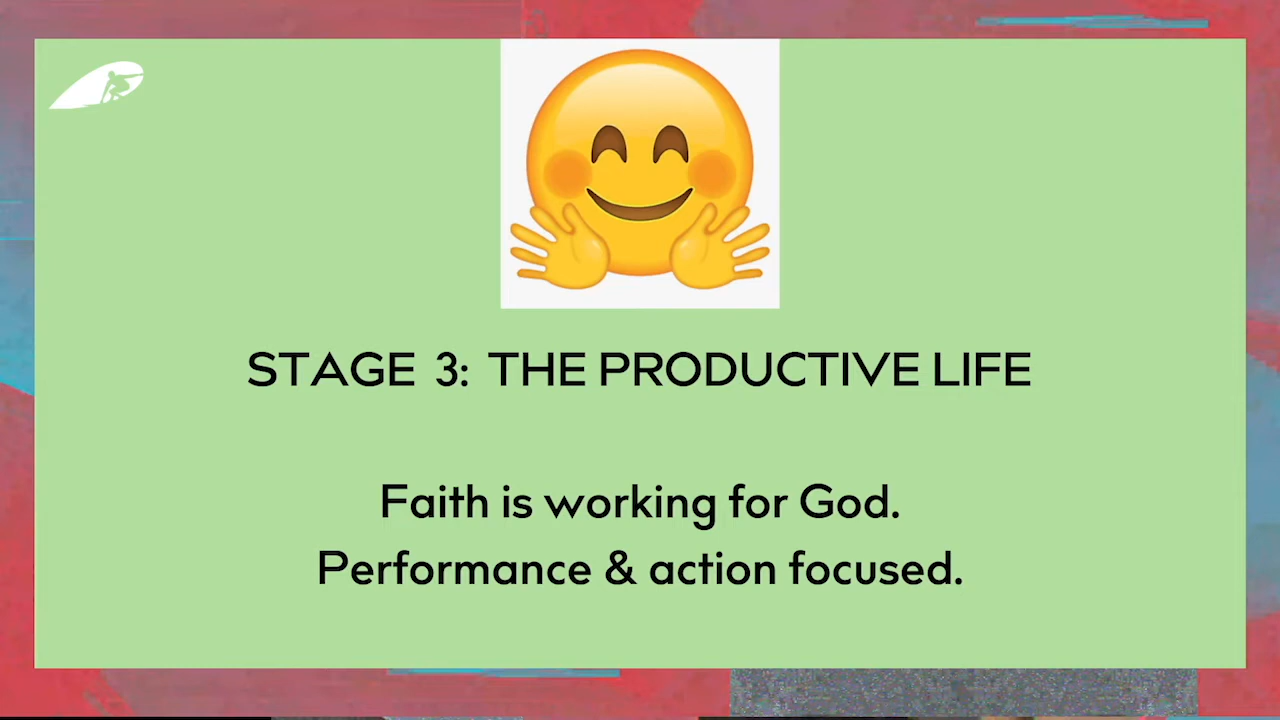 STAGE 3: THE PRODUCTIVE LIFE
Faith is working for God.
Performance & action focused.